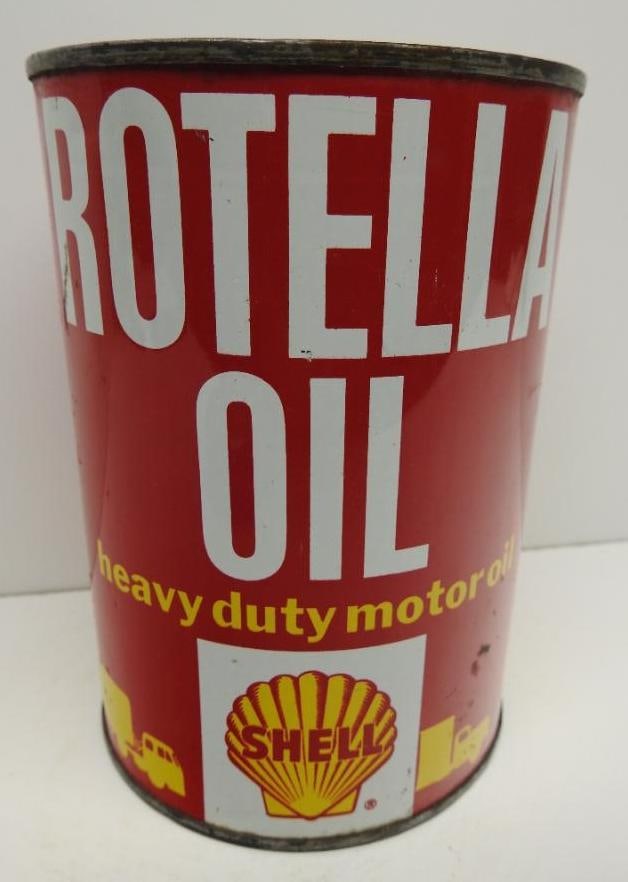 ROTELLA
OIL
heavy duty motor oil
SHELL
®